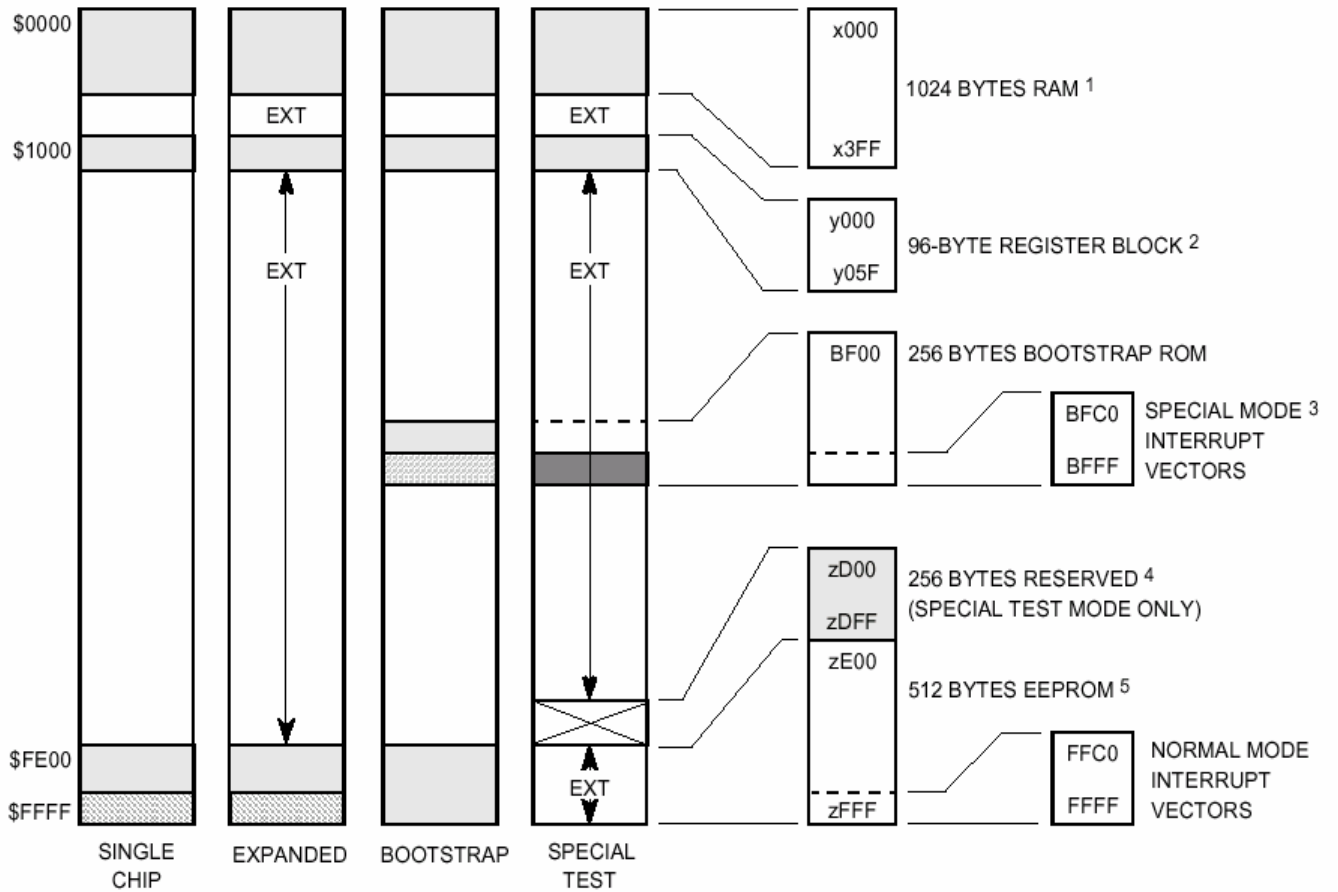 $0000
$1000
$FE00
$FFFF
EXT
EXT
EXT
EXT
EXT
SINGLE
CHIP
EXPANDED
BOOTSTRAP
SPECIAL
TEST
x000
x3FF
1024 BYTES RAM 1
y000
y05F
96-BYTE REGISTER BLOCK 2
BF00
256 BYTES BOOTSTRAP ROM
BFC0
BFFF
SPECIAL MODE 3
INTERRUPT
VECTORS
zD00
zDFF
256 BYTES RESERVED 4
(SPECIAL TEST MODE ONLY)
zE00
zFFF
512 BYTES EEPROM 5
FFC0
FFFF
NORMAL MODE
INTERRUPT
VECTORS